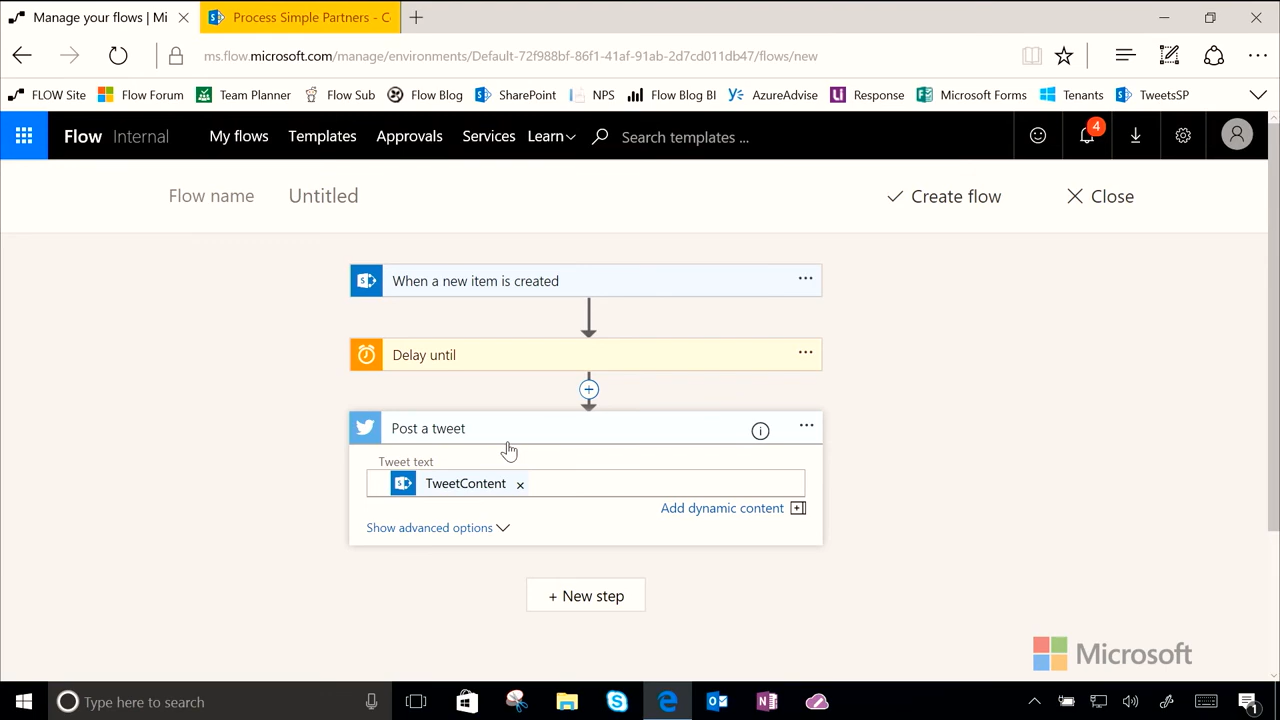 Manage your flows | Mi
Process Simple Partners - C
ms.flow.microsoft.com/manage/environments/Default-72f988bf-86f1-41af-91ab-2d7cd011db47/flows/new
FLOW Site Flow Forum Team Planner Flow Sub Flow Blog SharePoint NPS Flow Blog BI AzureAdvise Response Microsoft Forms Tenants TweetsSP
Flow Internal My flows Templates Approvals Services Learn Search templates ... 4
Flow name Untitled Create flow Close
When a new item is created
Delay until
Post a tweet
Tweet text
TweetContent ×
Add dynamic content
Show advanced options
+ New step
Microsoft
Type here to search
1